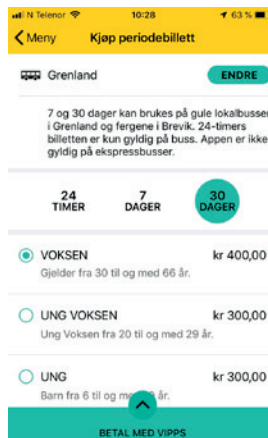 N Telenor 10:28 63 %
Meny Kjøp periodebillett
Grenland ENDRE
7 og 30 dager kan brukes på gule lokalbusser
i Grenland og fergene i Brevik. 24-timers
billetten er kun gyldig på buss. Appen er ikke
gyldig på ekspressbusser.
24 7 30
TIMER DAGER DAGER
VOKSEN kr 400,00
Gjelder fra 30 til og med 66 år.
UNG VOKSEN kr 300,00
Ung Voksen fra 20 til og med 29 år.
UNG kr 300,00
Barn fra 6 til og år.
BETAL MED VIPPS